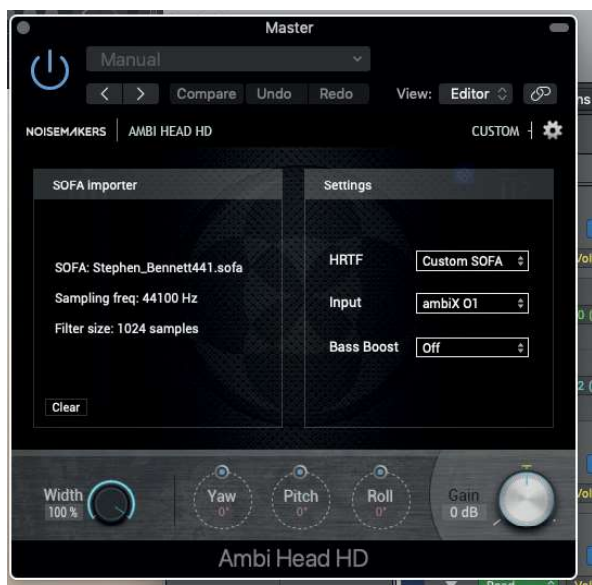 Master
Manual
Compare Undo Redo View: Editor
NOISEMAKERS AMBI HEAD HD CUSTOM
SOFA importer
SOFA: Stephen_Bennett441.sofa
Sampling freq: 44100 Hz
Filter size: 1024 samples
Clear
Settings
HRTF Custom SOFA
Input ambiX O1
Bass Boost Off
Width
100 %
Yaw
0°
Pitch
0°
Roll
0°
Gain
0 dB
Ambi Head HD